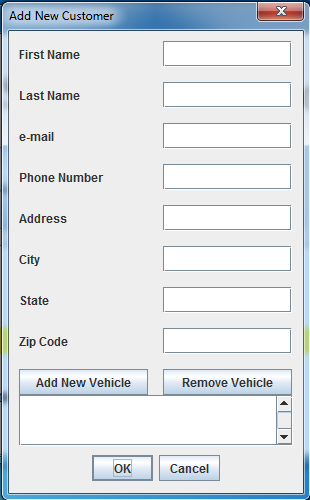 Add New Customer
First Name
Last Name
e-mail
Phone Number
Address
City
State
Zip Code
Add New Vehicle Remove Vehicle
OK Cancel